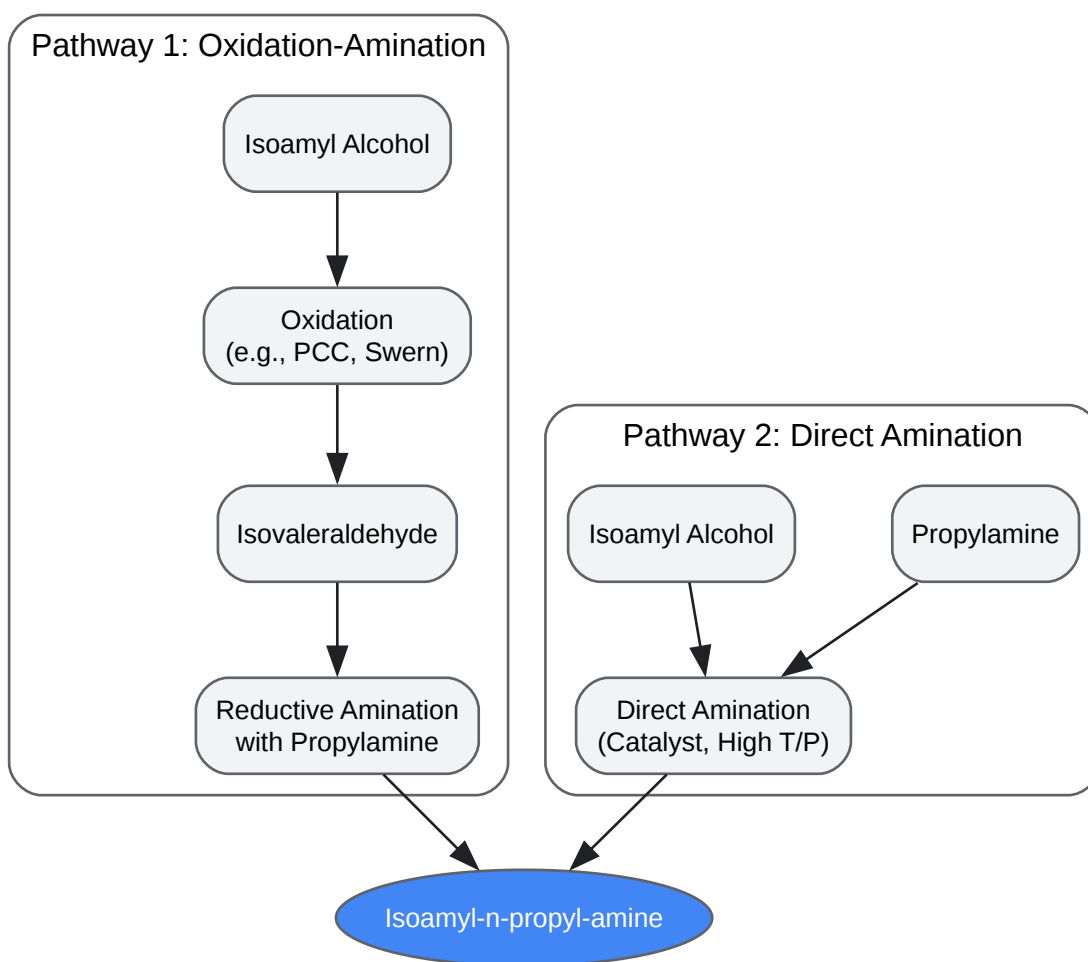 Pathway 1: Oxidation-Amination
Isoamyl Alcohol
Oxidation
(e.g., PCC, Swern)
Isovaleraldehyde
Reductive Amination
with Propylamine
Pathway 2: Direct Amination
Isoamyl Alcohol
Propylamine
Direct Amination
(Catalyst, High T/P)
Isoamyl-n-propyl-amine